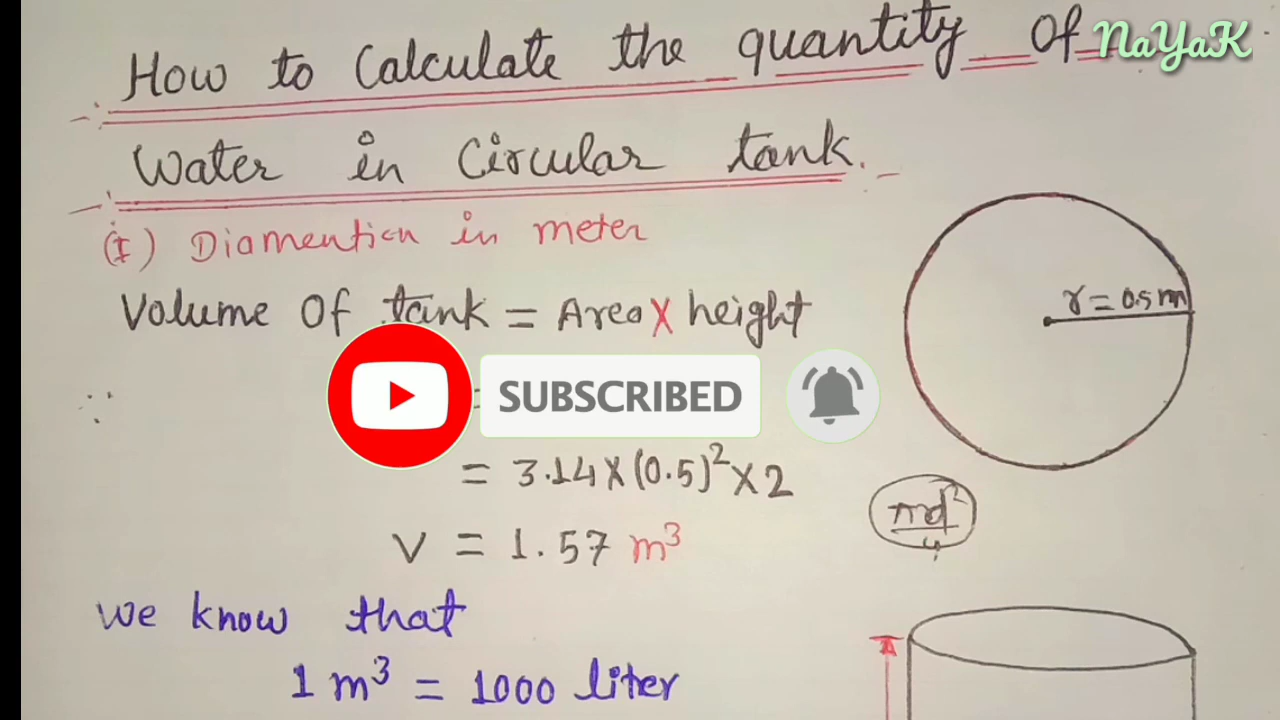 How to Calculate the quantity Of
NaYaK
Water in Circular tank.
(I) Diamention in meter
Volume Of tank = Area X height
r = 0.5 m
SUBSCRIBED
= 3.14 X (0.5)² X 2
πd²/4
V = 1.57 m³
We know that
1 m³ = 1000 liter